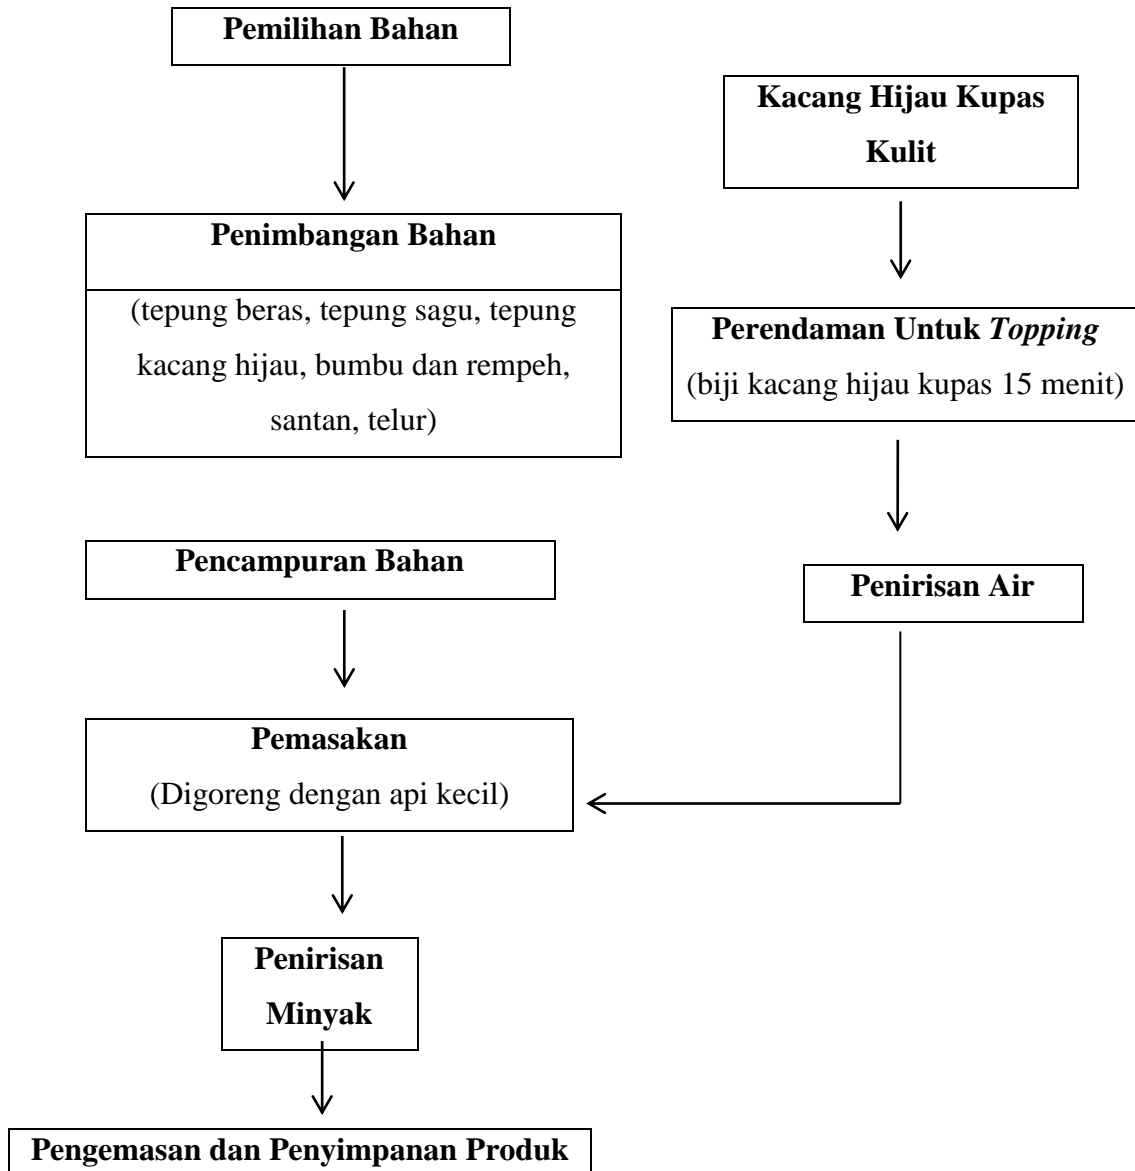 Pemilihan Bahan
Penimbangan Bahan
(tepung beras, tepung sagu, tepung
kacang hijau, bumbu dan rempeh,
santan, telur)
Kacang Hijau Kupas
Kulit
Perendaman Untuk Topping
(biji kacang hijau kupas 15 menit)
Penirisan Air
Pencampuran Bahan
Pemasakan
(Digoreng dengan api kecil)
Penirisan
Minyak
Pengemasan dan Penyimpanan Produk